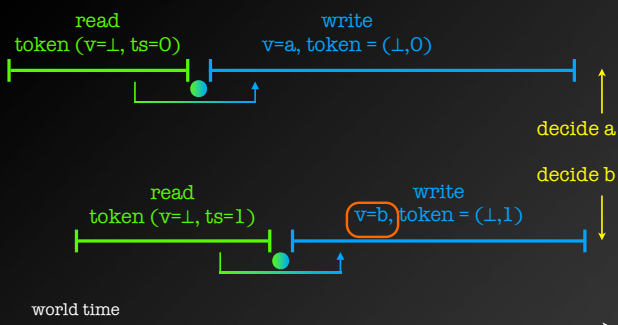 read
token (v=⊥, ts=0)
write
v=a, token = (⊥,0)
decide a
decide b
read
token (v=⊥, ts=1)
write
v=b, token = (⊥,1)
world time